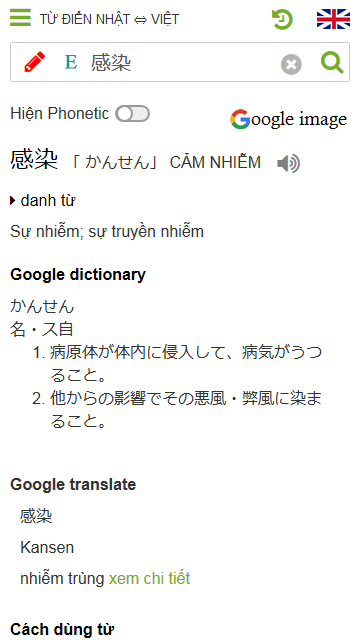 TỪ ĐIỂN NHẬT ⇔ VIỆT
E 感染
Hiện Phonetic
Google image
感染 「かんせん」 CẢM NHIỄM
danh từ
Sự nhiễm; sự truyền nhiễm
Google dictionary
かんせん
名・ス自
1. 病原体が体内に侵入して、病気がうつ
ること。
2. 他からの影響でその悪風・弊風に染ま
ること。
Google translate
感染
Kansen
nhiễm trùng xem chi tiết
Cách dùng từ